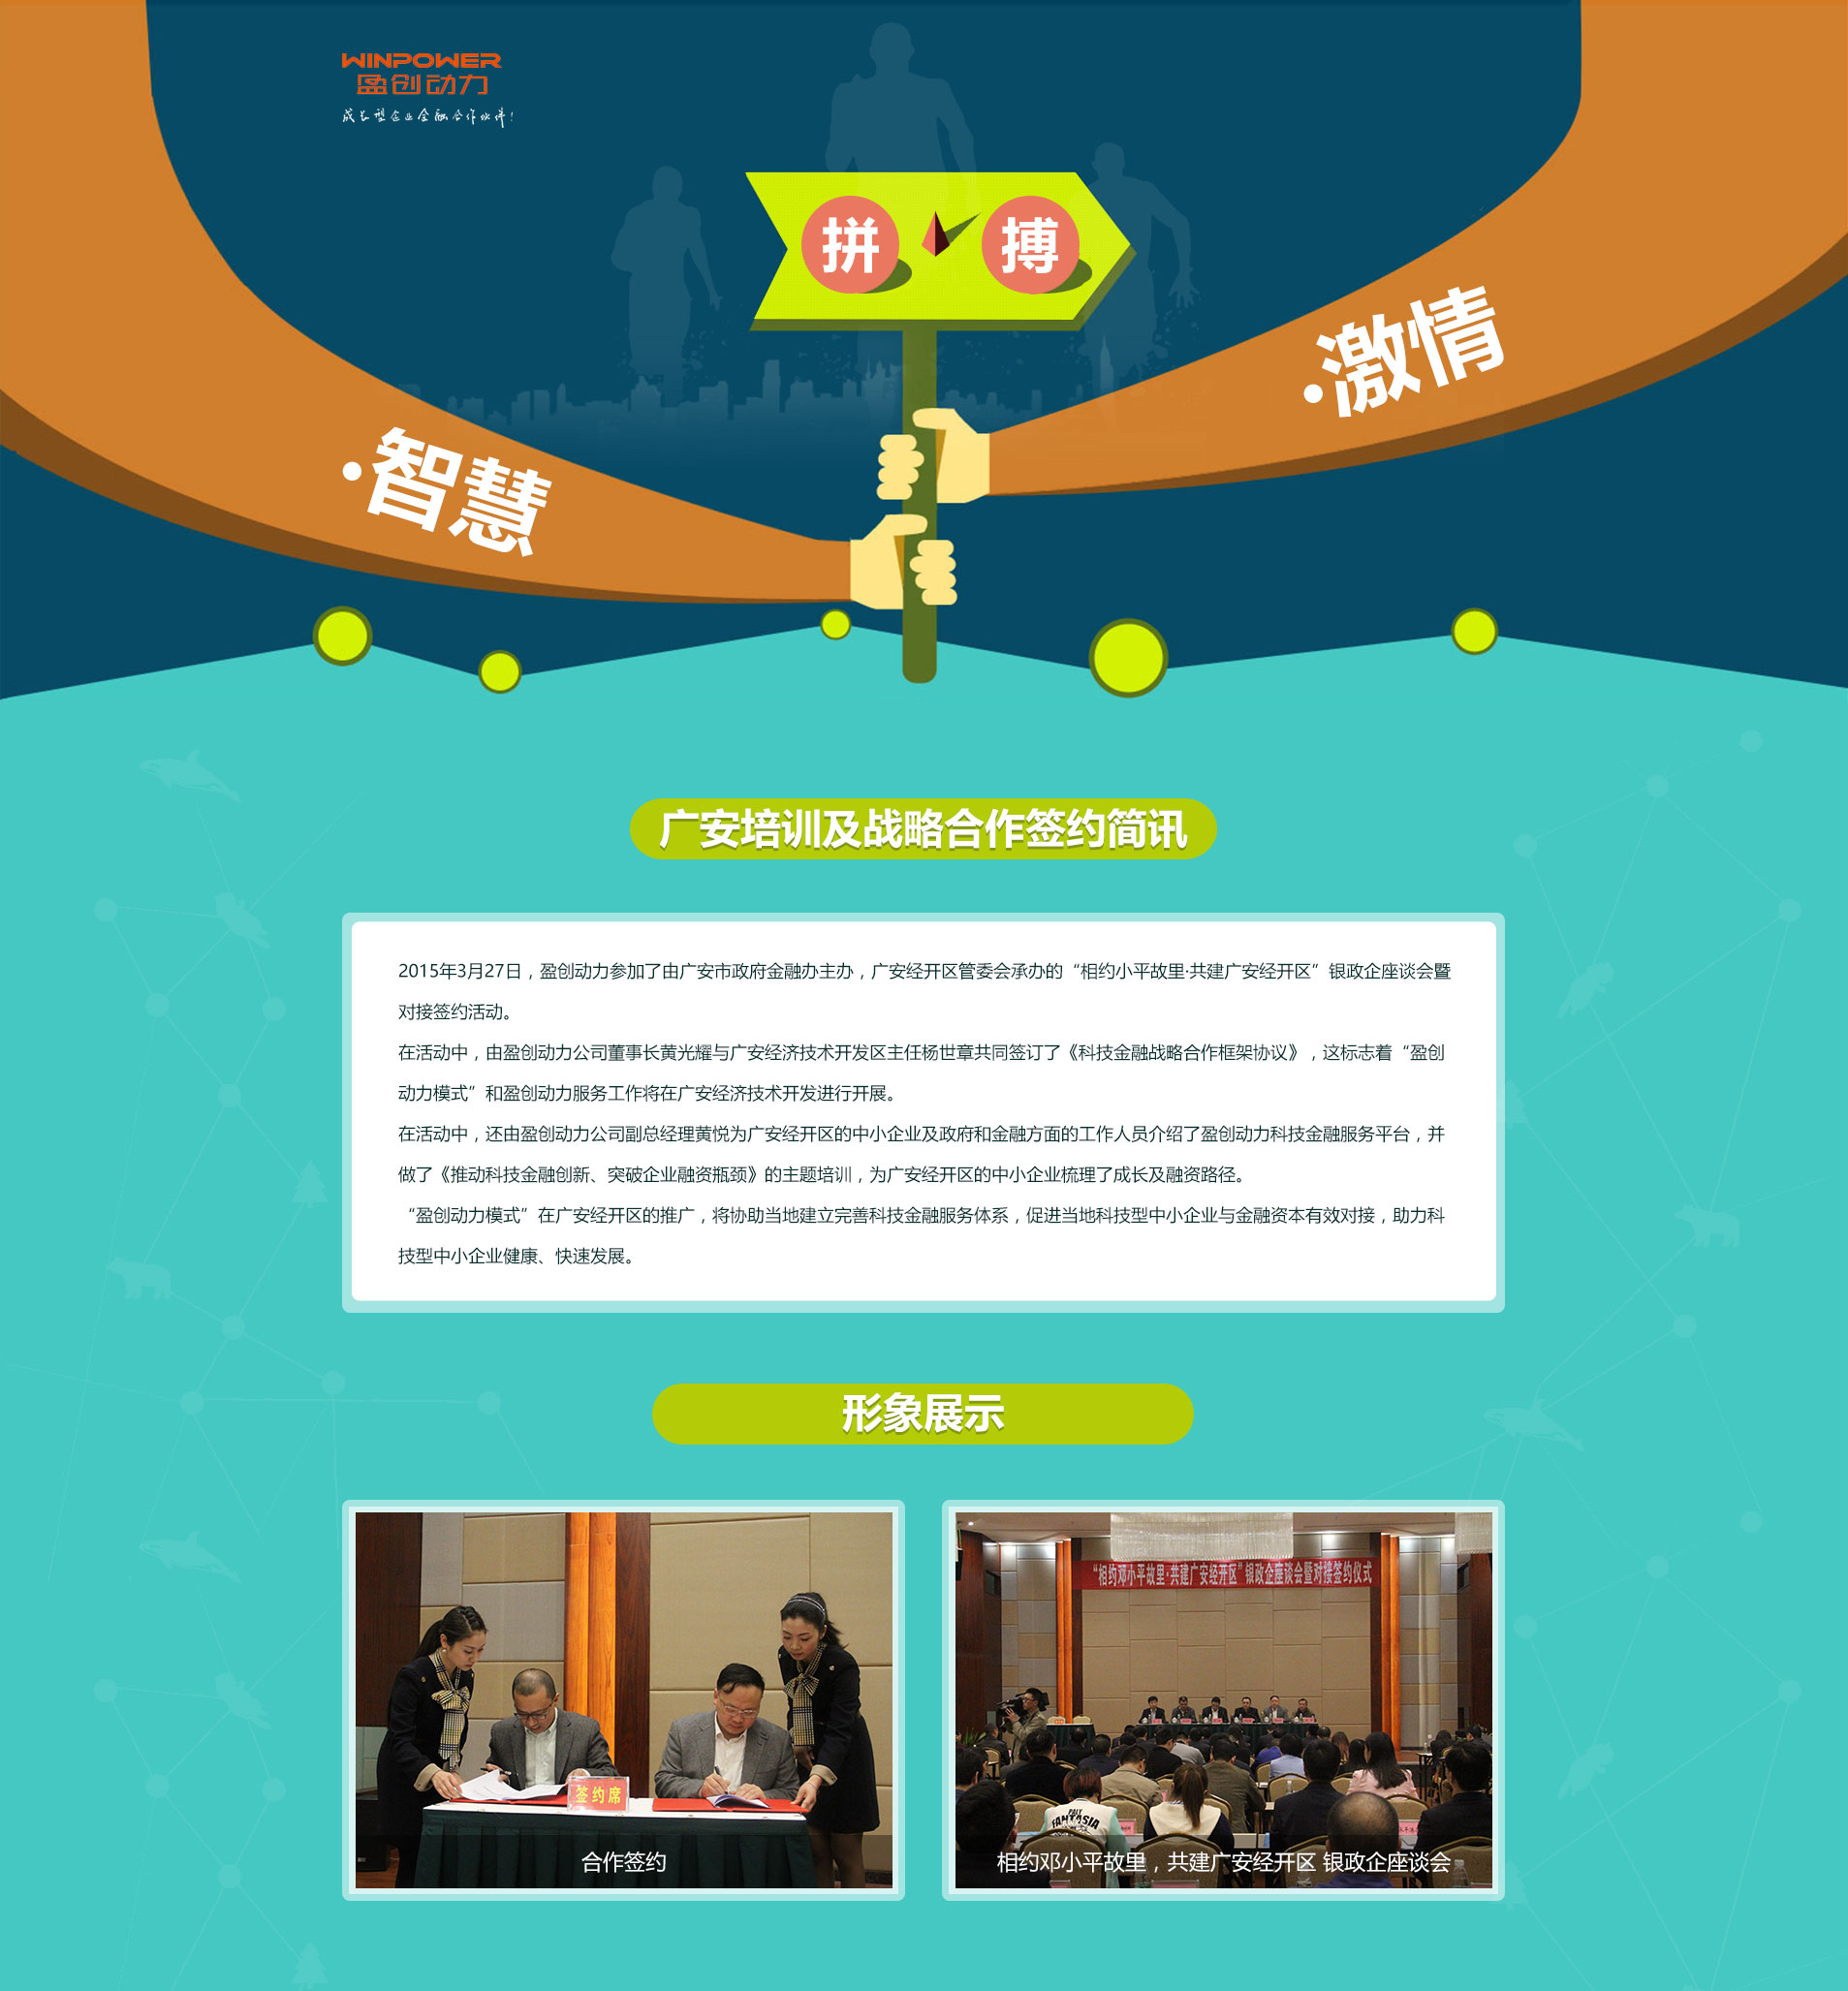 WINPOWER
盈创动力
成长型企业金融合作伙伴!
拼 搏
·激情
·智慧
广安培训及战略合作签约简讯
2015年3月27日，盈创动力参加了由广安市政府金融办主办，广安经开区管委会承办的“相约小平故里·共建广安经开区”银政企座谈会暨
对接签约活动。
在活动中，由盈创动力公司董事长黄光耀与广安经济技术开发区主任杨世章共同签订了《科技金融战略合作框架协议》，这标志着“盈创
动力模式”和盈创动力服务工作将在广安经济技术开发进行开展。
在活动中，还由盈创动力公司副总经理黄悦为广安经开区的中小企业及政府和金融方面的工作人员介绍了盈创动力科技金融服务平台，并
做了《推动科技金融创新、突破企业融资瓶颈》的主题培训，为广安经开区的中小企业梳理了成长及融资路径。
“盈创动力模式”在广安经开区的推广，将协助当地建立完善科技金融服务体系，促进当地科技型中小企业与金融资本有效对接，助力科
技型中小企业健康、快速发展。
形象展示
签约席
合作签约
“相约邓小平故里·共建广安经开区”银政企座谈会暨对接签约仪式
FANTASIA
相约邓小平故里，共建广安经开区 银政企座谈会